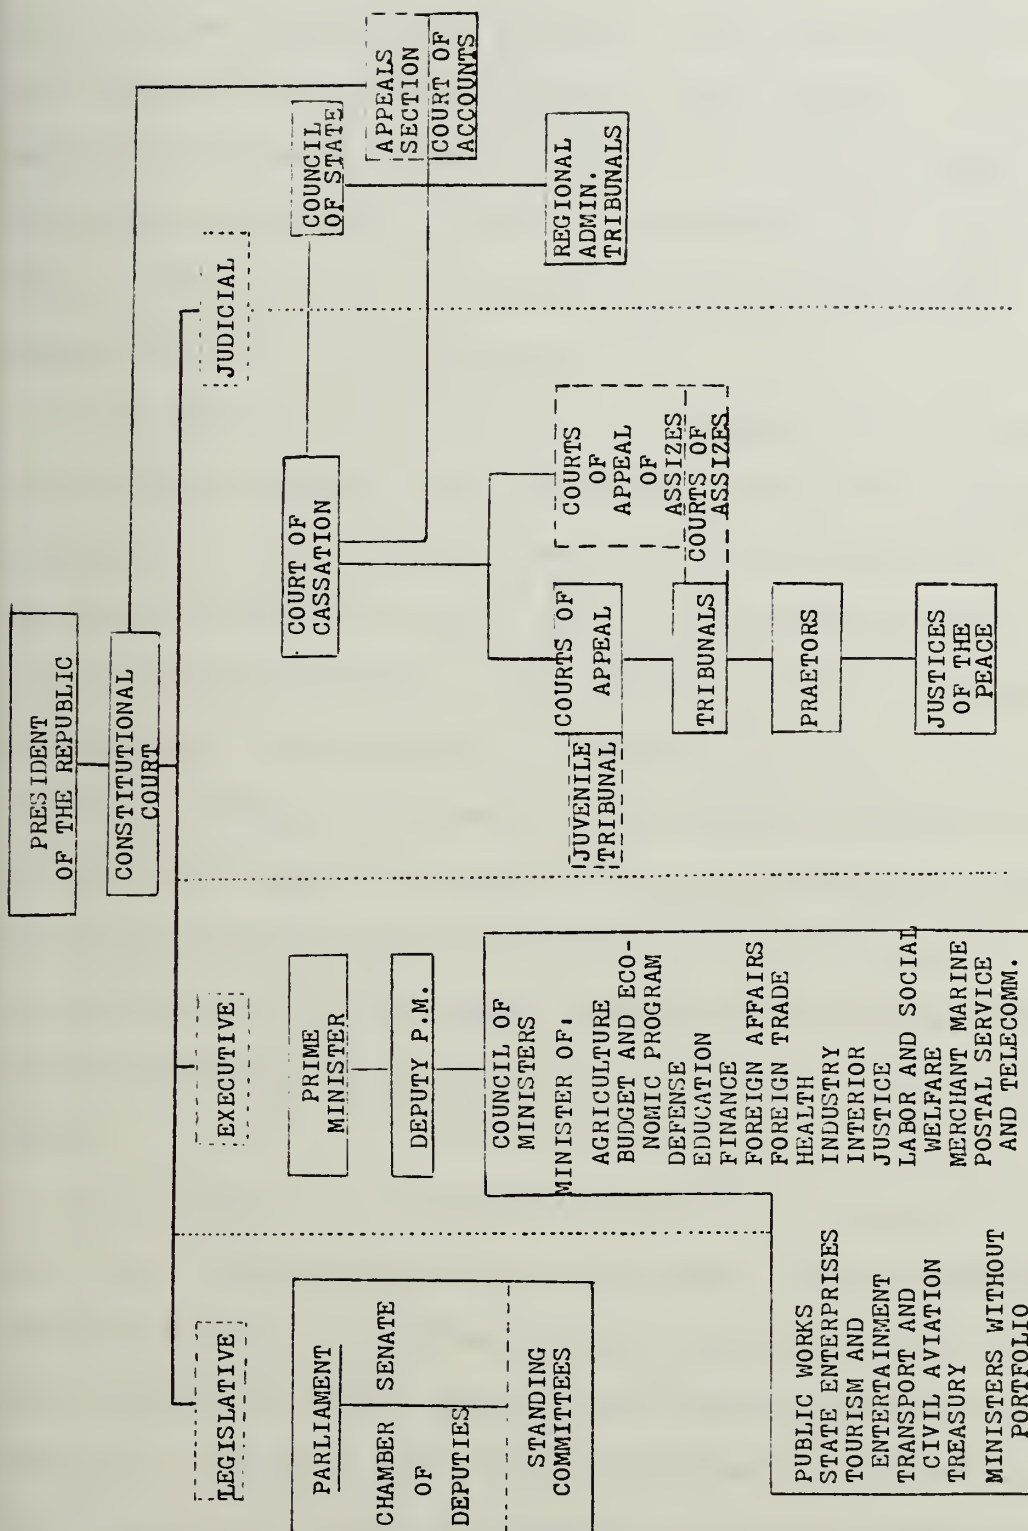 PRESIDENT
OF THE REPUBLIC
CONSTITUTIONAL
COURT
LEGISLATIVE
EXECUTIVE
JUDICIAL
PARLIAMENT
CHAMBER
OF
DEPUTIES
SENATE
STANDING
COMMITTEES
PRIME
MINISTER
DEPUTY P.M.
COUNCIL OF
MINISTERS
MINISTER OF:
AGRICULTURE
BUDGET AND ECO-
NOMIC PROGRAM
DEFENSE
EDUCATION
FINANCE
FOREIGN AFFAIRS
FOREIGN TRADE
HEALTH
INDUSTRY
INTERIOR
JUSTICE
LABOR AND SOCIAL
WELFARE
MERCHANT MARINE
POSTAL SERVICE
AND TELECOMM.
PUBLIC WORKS
STATE ENTERPRISES
TOURISM AND
ENTERTAINMENT
TRANSPORT AND
CIVIL AVIATION
TREASURY
MINISTERS WITHOUT
PORTFOLIO
COURT OF
CASSATION
COUNCIL
OF STATE
APPEALS
SECTION
COURT OF
ACCOUNTS
REGIONAL
ADMIN.
TRIBUNALS
JUVENILE
TRIBUNAL
COURTS OF
APPEAL
COURTS
OF
APPEAL
OF
ASSIZES
COURTS OF
ASSIZES
TRIBUNALS
PRAETORS
JUSTICES
OF THE
PEACE